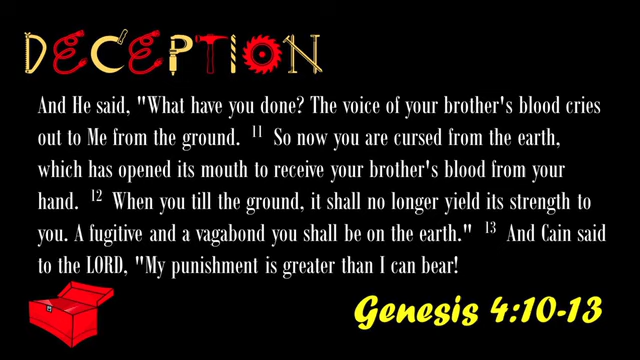 DECEPTION
And He said, "What have you done? The voice of your brother's blood cries
out to Me from the ground. 11 So now you are cursed from the earth,
which has opened its mouth to receive your brother's blood from your
hand. 12 When you till the ground, it shall no longer yield its strength to
you. A fugitive and a vagabond you shall be on the earth." 13 And Cain said
to the LORD, "My punishment is greater than I can bear!
Genesis 4:10-13